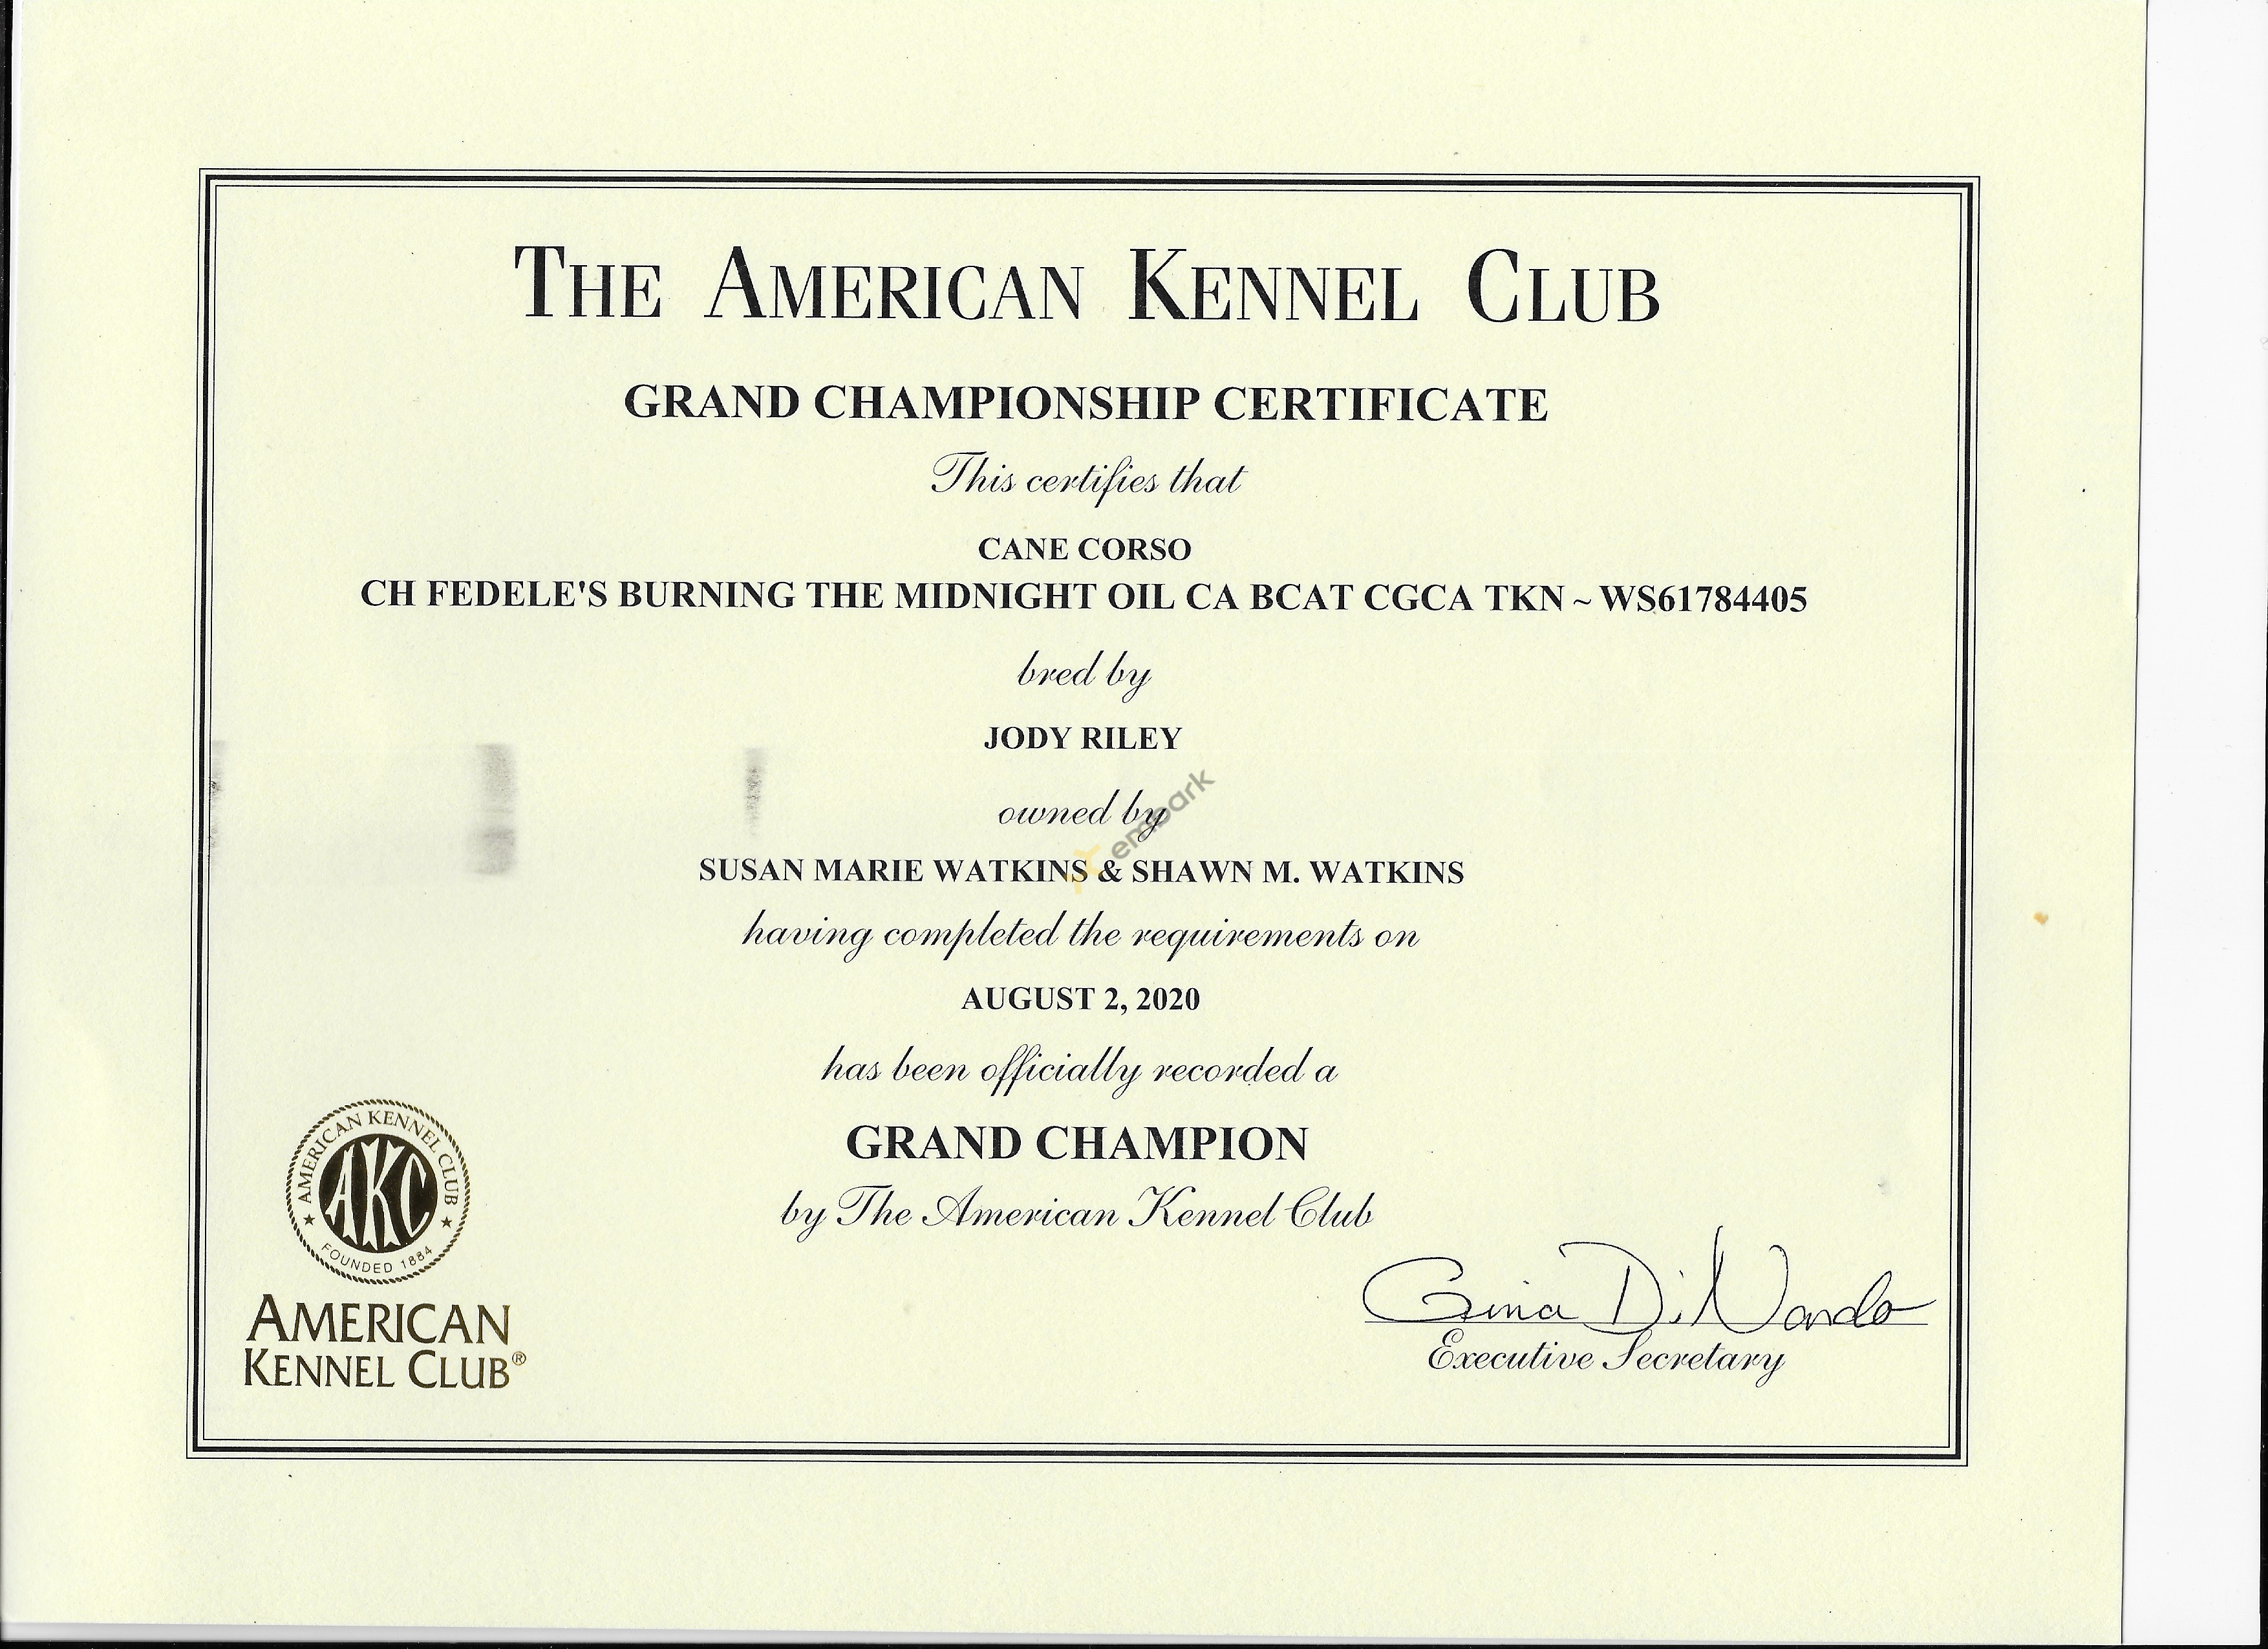 THE AMERICAN KENNEL CLUB
GRAND CHAMPIONSHIP CERTIFICATE
This certifies that
CANE CORSO
CH FEDELE'S BURNING THE MIDNIGHT OIL CA BCAT CGCA TKN ~ WS61784405
bred by
JODY RILEY
owned by
embark
SUSAN MARIE WATKINS & SHAWN M. WATKINS
having completed the requirements on
AUGUST 2, 2020
has been officially recorded a
GRAND CHAMPION
by The American Kennel Club
AMERICAN KENNEL CLUB
AKC
FOUNDED 1884
AMERICAN
KENNEL CLUB®
Gina DiNardo
Executive Secretary